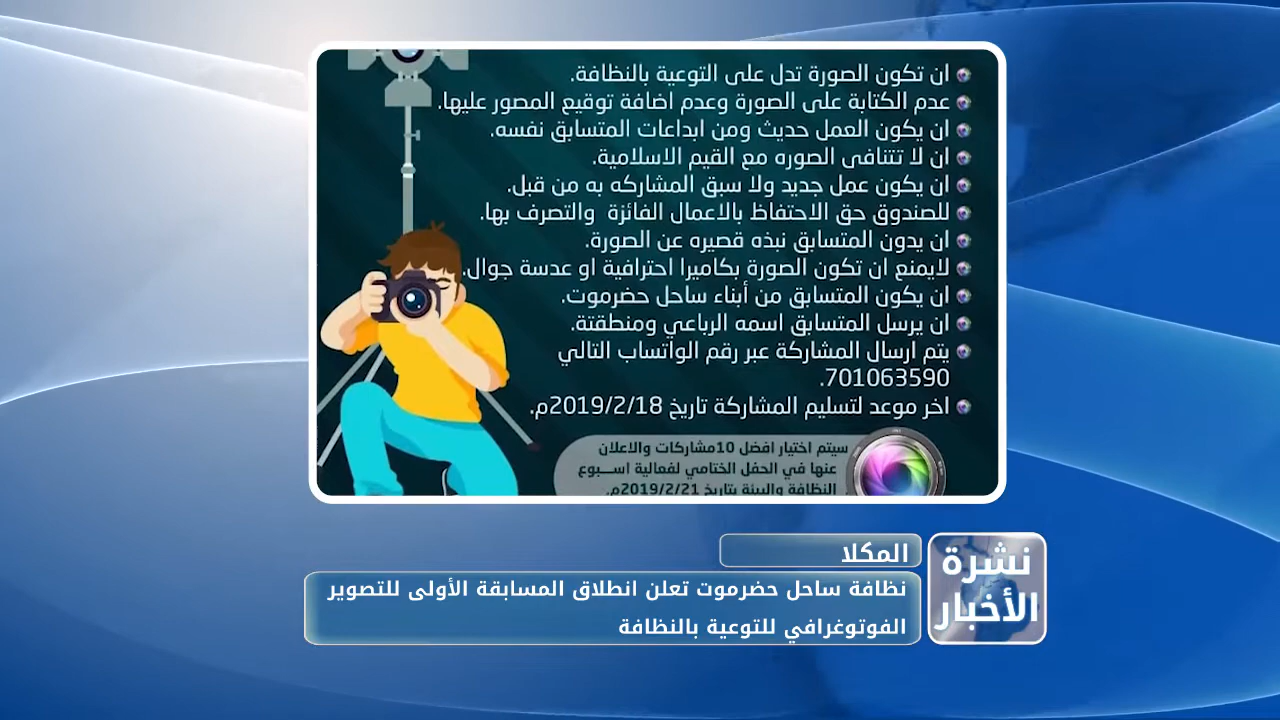 ان تكون الصورة تدل على التوعية بالنظافة.
عدم الكتابة على الصورة وعدم اضافة توقيع المصور عليها.
ان يكون العمل حديث ومن ابداعات المتسابق نفسه.
ان لا تتنافى الصوره مع القيم الاسلامية.
ان يكون عمل جديد ولا سبق المشاركه به من قبل.
للصندوق حق الاحتفاظ بالاعمال الفائزة والتصرف بها.
ان يدون المتسابق نبذه قصيره عن الصورة.
لايمنع ان تكون الصورة بكاميرا احترافية او عدسة جوال.
ان يكون المتسابق من أبناء ساحل حضرموت.
ان يرسل المتسابق اسمه الرباعي ومنطقتة.
يتم ارسال المشاركة عبر رقم الواتساب التالي
701063590.
اخر موعد لتسليم المشاركة تاريخ 2019/2/18م.
سيتم اختيار افضل 10مشاركات والاعلان
عنها في الحفل الختامي لفعالية اسـبوع
النظافة والبيئة بتاريخ 2019/2/21م.
المكلا
نظافة ساحل حضرموت تعلن انطلاق المسابقة الأولى للتصوير
الفوتوغرافي للتوعية بالنظافة
نشرة
الأخبار